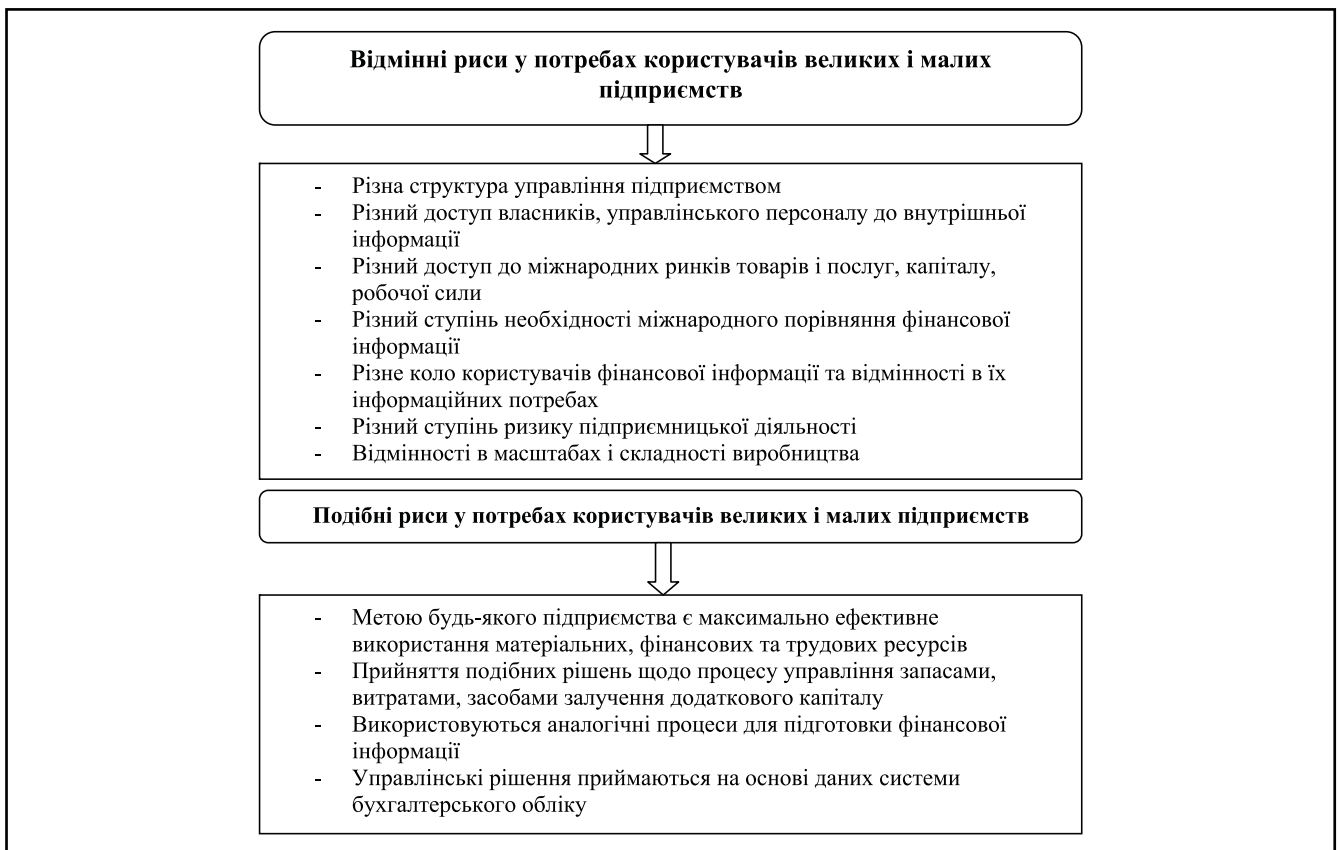 Відмінні риси у потребах користувачів великих і малих
підприємств
- Різна структура управління підприємством
- Різний доступ власників, управлінського персоналу до внутрішньої
інформації
- Різний доступ до міжнародних ринків товарів і послуг, капіталу,
робочої сили
- Різний ступінь необхідності міжнародного порівняння фінансової
інформації
- Різне коло користувачів фінансової інформації та відмінності в їх
інформаційних потребах
- Різний ступінь ризику підприємницької діяльності
- Відмінності в масштабах і складності виробництва
Подібні риси у потребах користувачів великих і малих підприємств
- Метою будь-якого підприємства є максимально ефективне
використання матеріальних, фінансових та трудових ресурсів
- Прийняття подібних рішень щодо процесу управління запасами,
витратами, засобами залучення додаткового капіталу
- Використовуються аналогічні процеси для підготовки фінансової
інформації
- Управлінські рішення приймаються на основі даних системи
бухгалтерського обліку